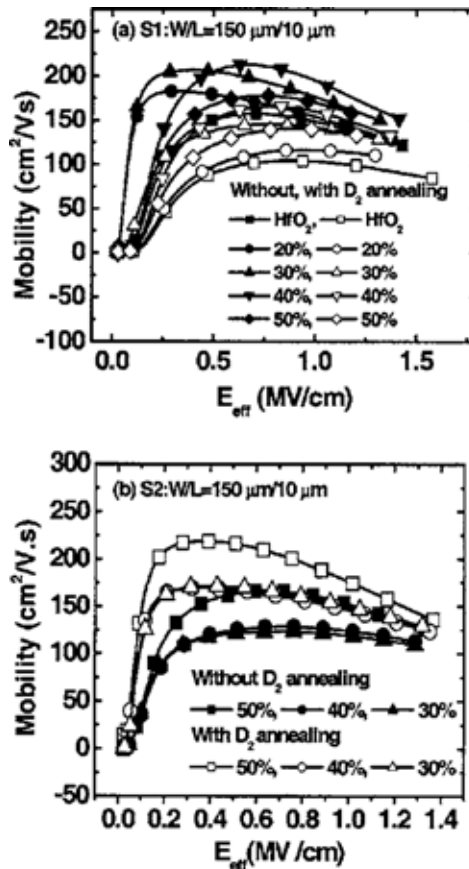 (a) S1:W/L=150 μm/10 μm
250
200
150
100
50
0
-50
-100
Mobility (cm²/Vs)
Without, with D₂ annealing
HfO₂, HfO₂
20%, 20%
30%, 30%
40%, 40%
50%, 50%
0.0 0.5 1.0 1.5
E_eff (MV/cm)
(b) S2:W/L=150 μm/10 μm
300
250
200
150
100
50
0
-50
Mobility (cm²/V.s)
Without D₂ annealing
50%, 40%, 30%
With D₂ annealing
50%, 40%, 30%
0.0 0.2 0.4 0.6 0.8 1.0 1.2 1.4
E_eff(MV/cm)